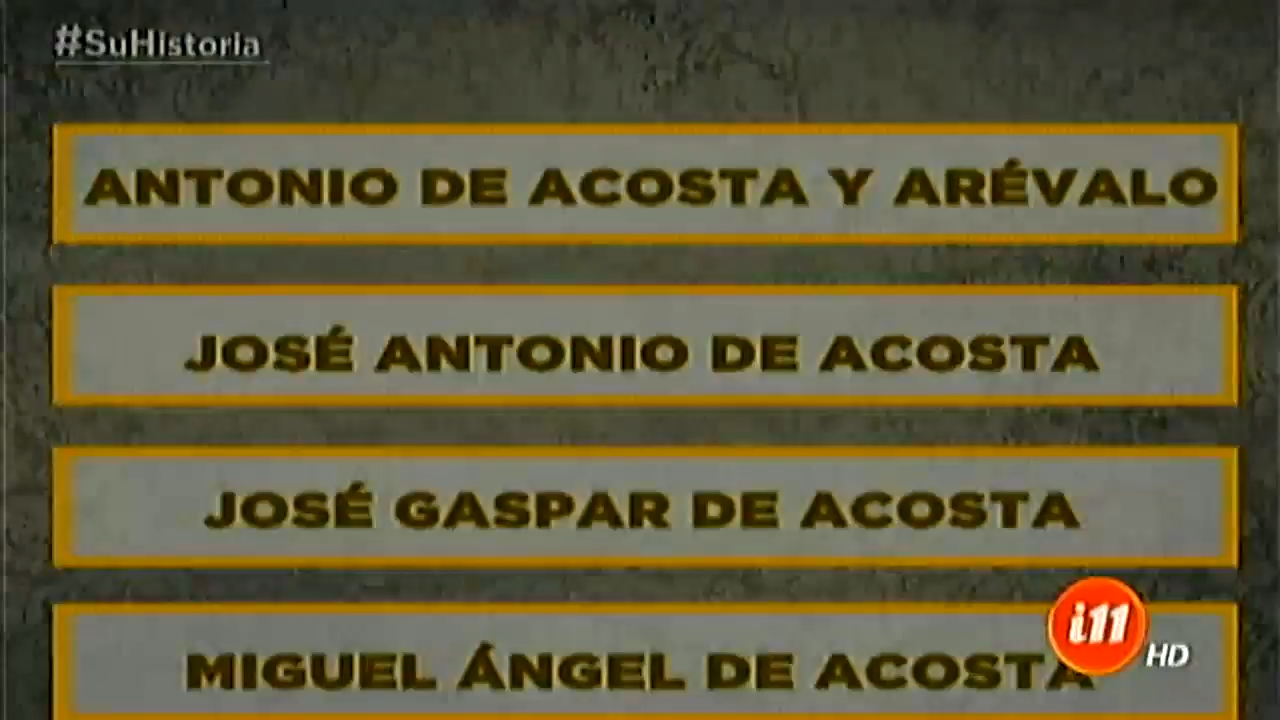 #SuHistoria
ANTONIO DE ACOSTA Y ARÉVALO
JOSÉ ANTONIO DE ACOSTA
JOSÉ GASPAR DE ACOSTA
MIGUEL ÁNGEL DE ACOSTA
i11
HD